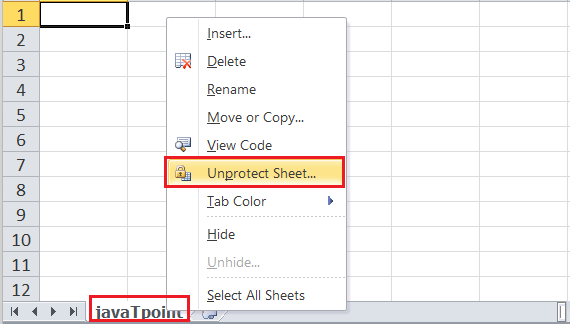 1
2
3
4
5
6
7
8
9
10
11
12
Insert...
Delete
Rename
Move or Copy...
View Code
Unprotect Sheet...
Tab Color
Hide
Unhide...
Select All Sheets
javaTpoint